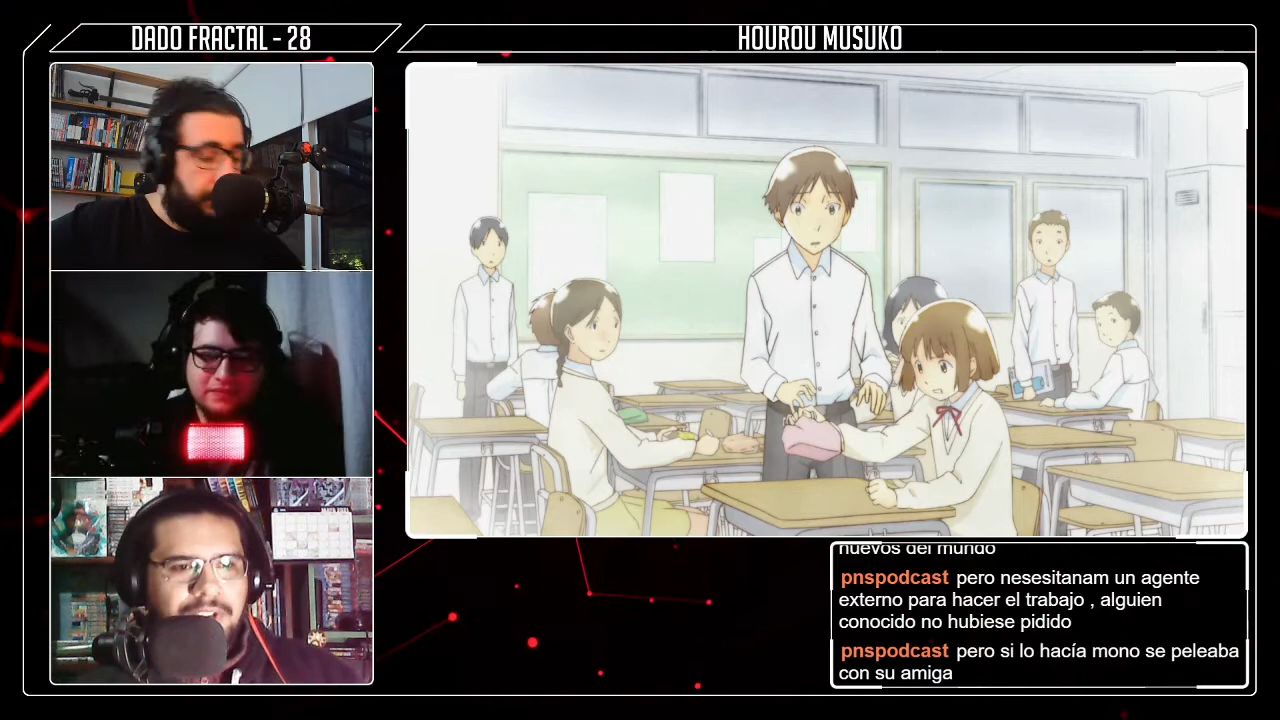 DADO FRACTAL - 28
HOUROU MUSUKO
nuevos del mundo
pnspodcast pero nesesitanam un agente
externo para hacer el trabajo , alguien
conocido no hubiese pidido
pnspodcast pero si lo hacía mono se peleaba
con su amiga